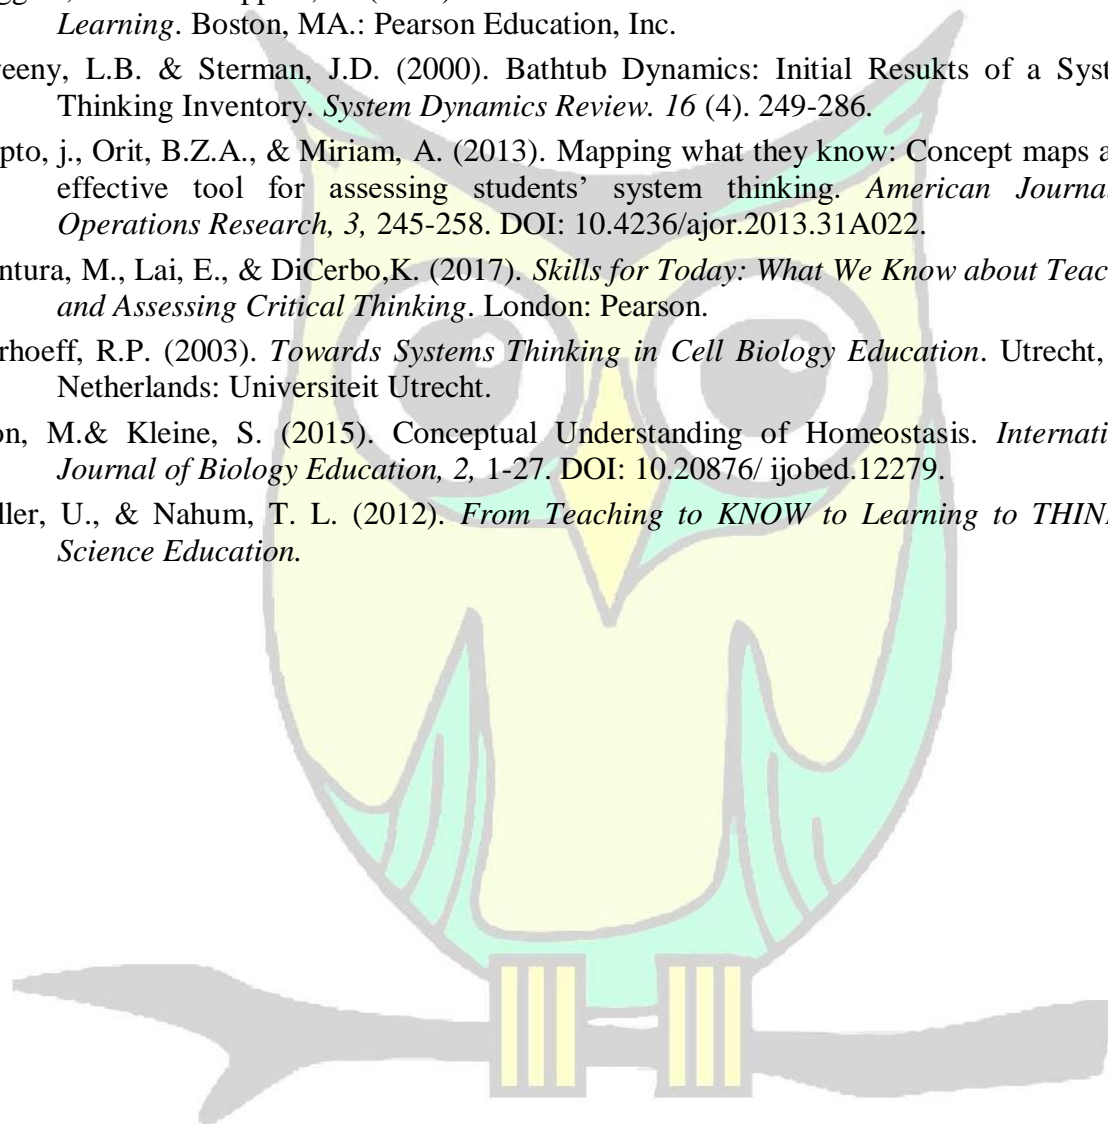 Learning. Boston, MA.: Pearson Education, Inc.
eeny, L.B. & Sterman, J.D. (2000). Bathtub Dynamics: Initial Resukts of a Syst
Thinking Inventory. System Dynamics Review. 16 (4). 249-286.
pto, j., Orit, B.Z.A., & Miriam, A. (2013). Mapping what they know: Concept maps a
effective tool for assessing students’ system thinking. American Journal
Operations Research, 3, 245-258. DOI: 10.4236/ajor.2013.31A022.
ntura, M., Lai, E., & DiCerbo,K. (2017). Skills for Today: What We Know about Teac
and Assessing Critical Thinking. London: Pearson.
rhoeff, R.P. (2003). Towards Systems Thinking in Cell Biology Education. Utrecht,
Netherlands: Universiteit Utrecht.
on, M.& Kleine, S. (2015). Conceptual Understanding of Homeostasis. Internati
Journal of Biology Education, 2, 1-27. DOI: 10.20876/ ijobed.12279.
ller, U., & Nahum, T. L. (2012). From Teaching to KNOW to Learning to THIN
Science Education.